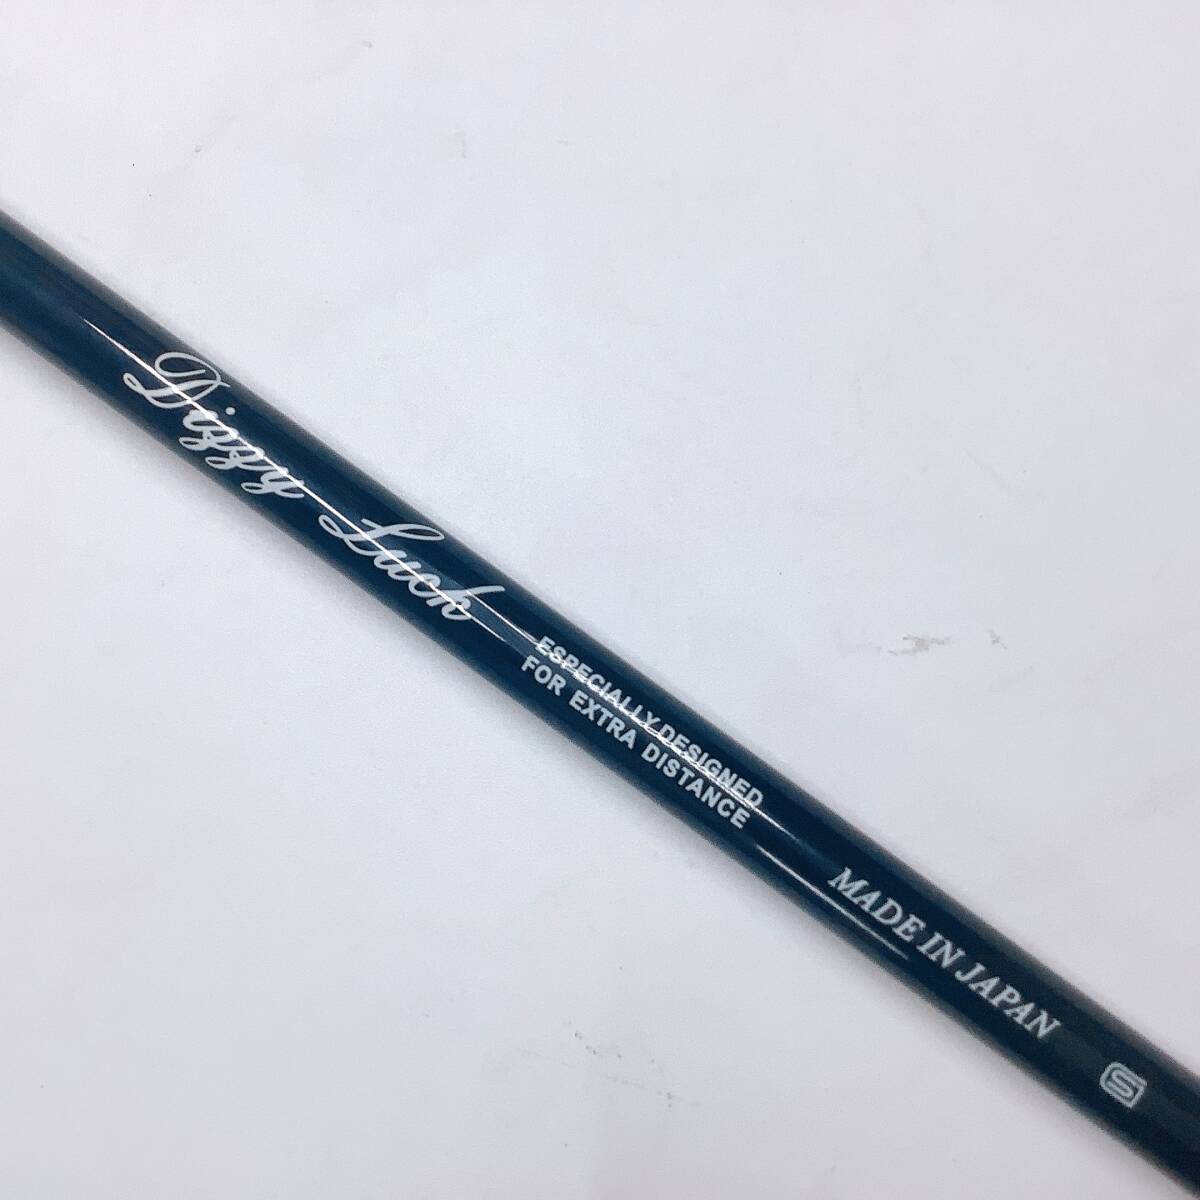 Dizzy Luck
ESPECIALLY DESIGNED
FOR EXTRA DISTANCE
MADE IN JAPAN
S